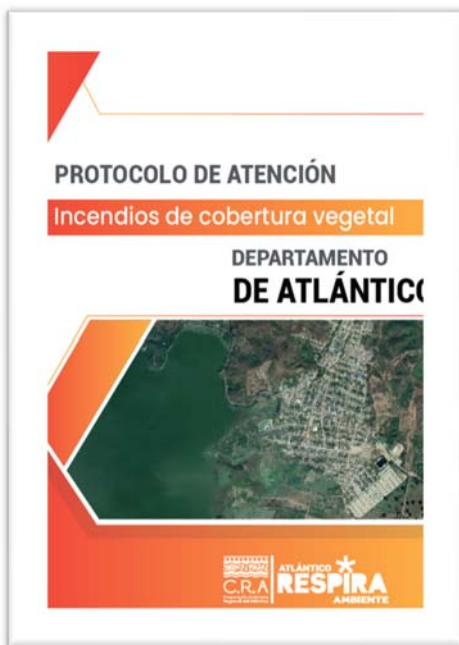 PROTOCOLO DE ATENCIÓN
Incendios de cobertura vegetal
DEPARTAMENTO
DE ATLÁNTICO
C.R.A
ATLÁNTICO
RESPIRA
AMBIENTE